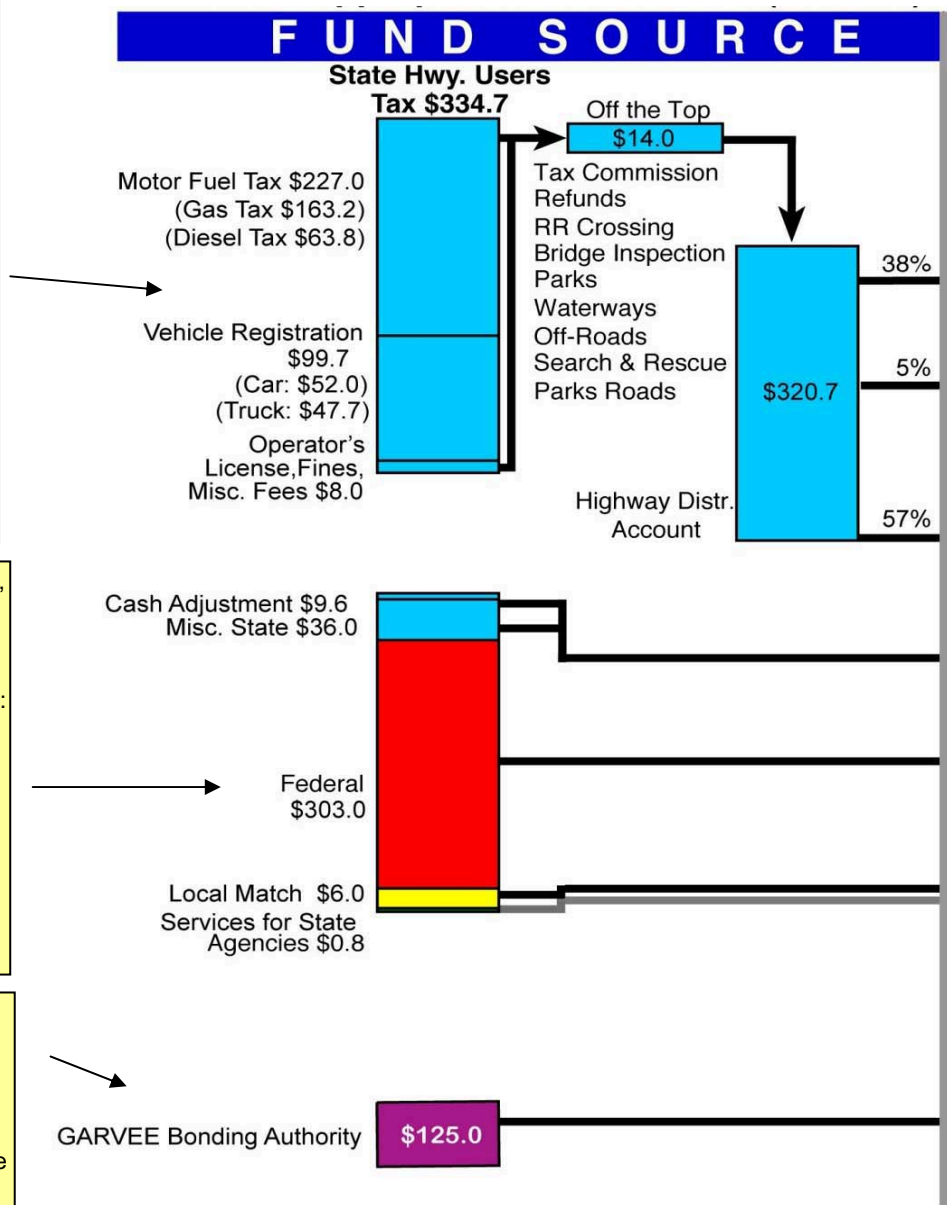 FUND SOURCE
State Hwy. Users
Tax $334.7
Motor Fuel Tax $227.0
(Gas Tax $163.2)
(Diesel Tax $63.8)
Vehicle Registration
$99.7
(Car: $52.0)
(Truck: $47.7)
Operator's
License,Fines,
Misc. Fees $8.0
Off the Top
$14.0
Tax Commission
Refunds
RR Crossing
Bridge Inspection
Parks
Waterways
Off-Roads
Search & Rescue
Parks Roads
$320.7
Highway Distr.
Account
38%
5%
57%
Cash Adjustment $9.6
Misc. State $36.0
Federal
$303.0
Local Match $6.0
Services for State
Agencies $0.8
GARVEE Bonding Authority
$125.0